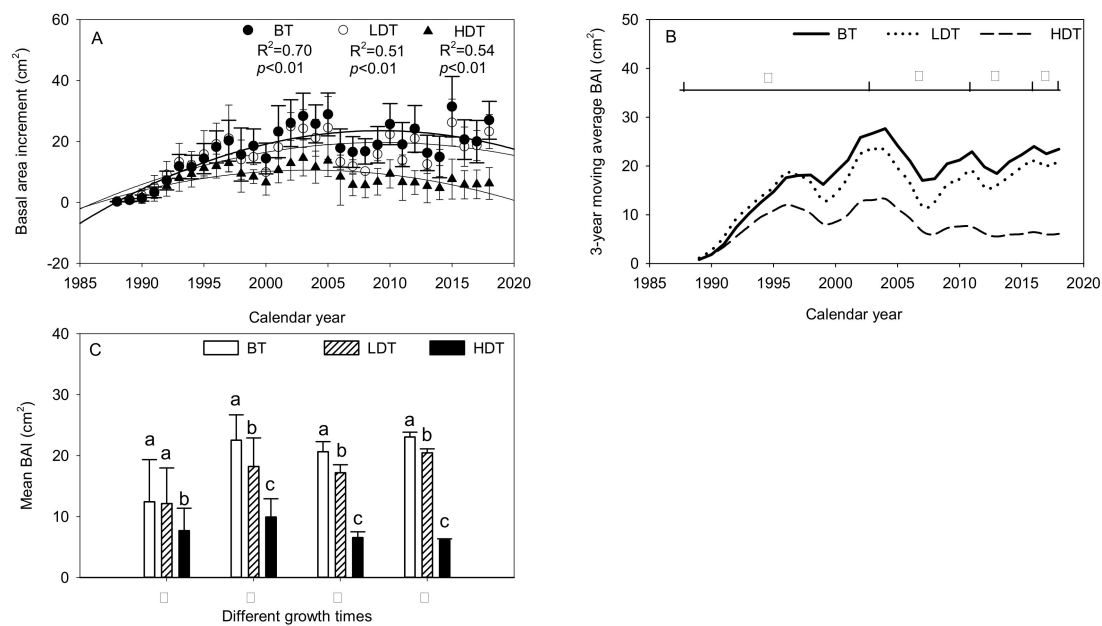 A
BT LDT HDT
R²=0.70 R²=0.51 R²=0.54
p<0.01 p<0.01 p<0.01
Basal area increment (cm²)
60
40
20
0
-20
1985 1990 1995 2000 2005 2010 2015 2020
Calendar year
B
BT LDT HDT
3-year moving average BAI (cm²)
50
40
30
20
10
0
1985 1990 1995 2000 2005 2010 2015 2020
Calendar year
C
BT LDT HDT
Mean BAI (cm²)
40
30
20
10
0
a a b
a b c
a b c
a b c
Different growth times